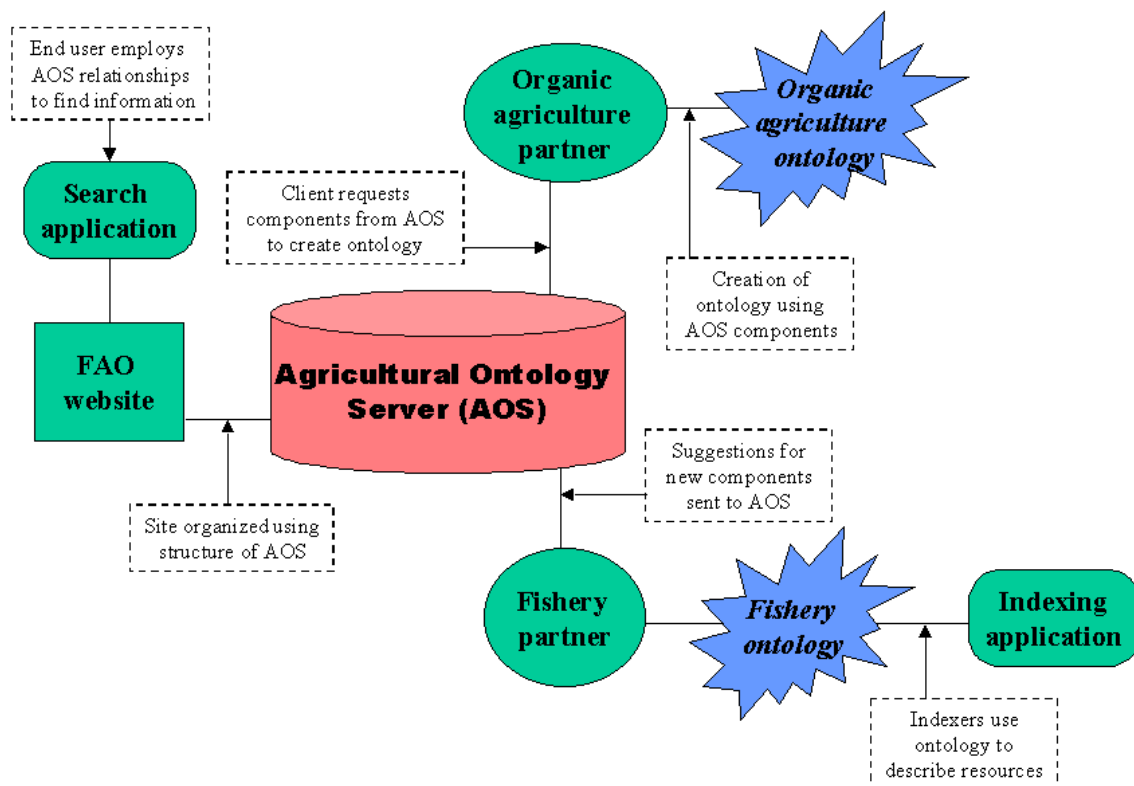 End user employs
AOS relationships
to find information
Search
application
FAO
website
Site organized using
structure of AOS
Client requests
components from AOS
to create ontology
Organic
agriculture
partner
Organic
agriculture
ontology
Creation of
ontology using
AOS components
Agricultural Ontology
Server (AOS)
Suggestions for
new components
sent to AOS
Fishery
partner
Fishery
ontology
Indexing
application
Indexers use
ontology to
describe resources